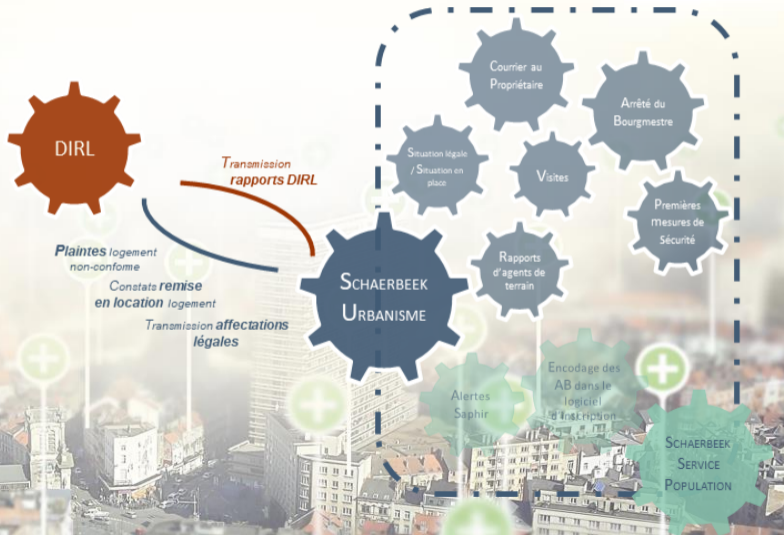 DIRL
Transmission
rapports DIRL
Plaintes logement
non-conforme
Constats remise
en location logement
Transmission affectations
légales
SCHAERBEEK
URBANISME
Courrier au
Propriétaire
Arrêté du
Bourgmestre
Situation légale
/ Situation en
place
Visites
Premières
mesures de
Sécurité
Rapports
d'agents de
terrain
Alertes
Saphir
Encodage des
AB dans le
logiciel
d'inscription
SCHAERBEEK
SERVICE
POPULATION